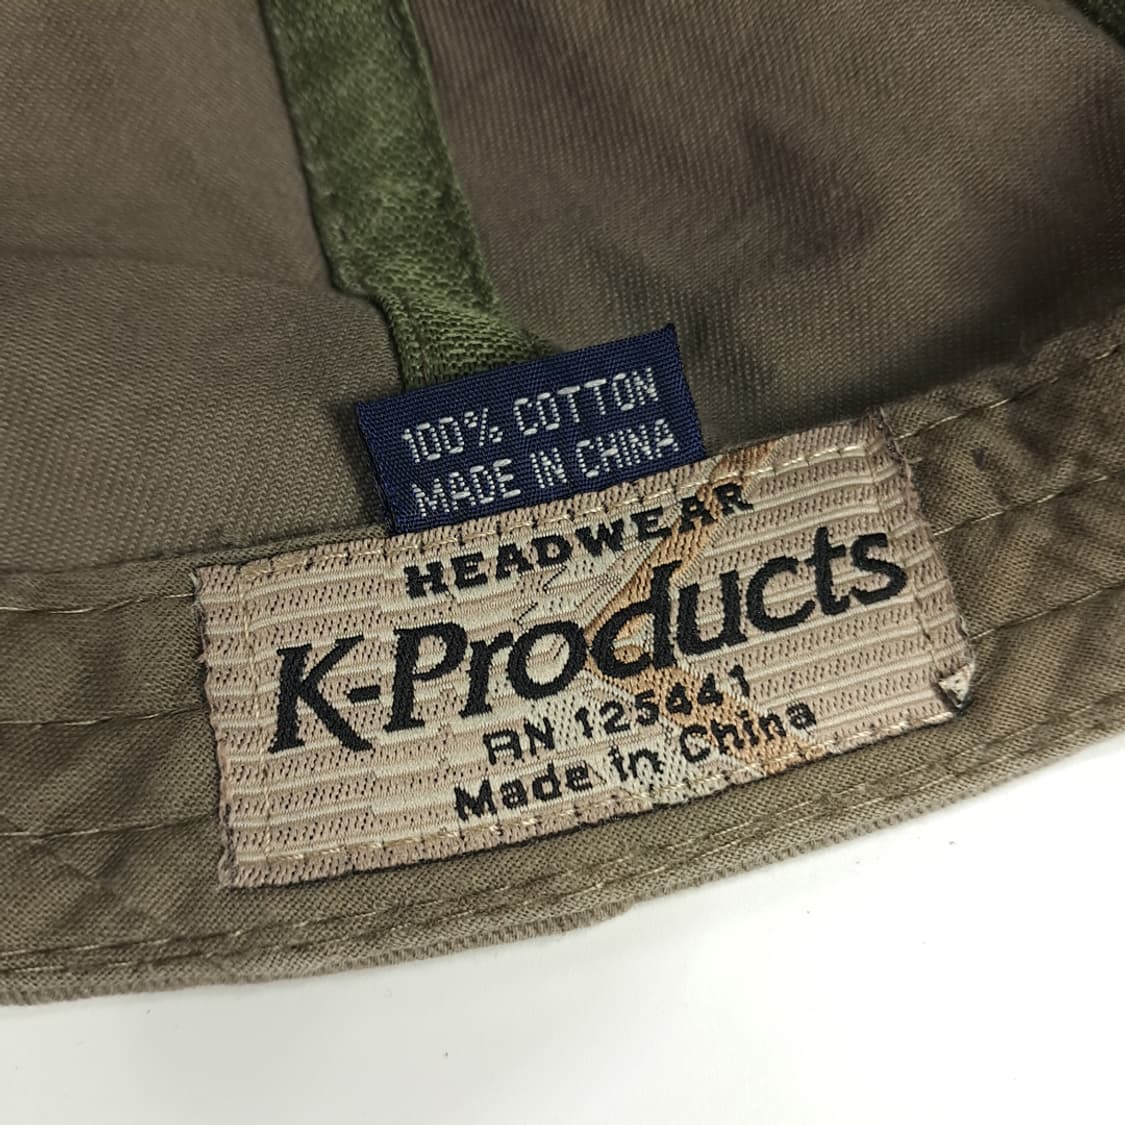 100% COTTON
MADE IN CHINA
HEADWEAR
K-Products
RN 125441
Made in China